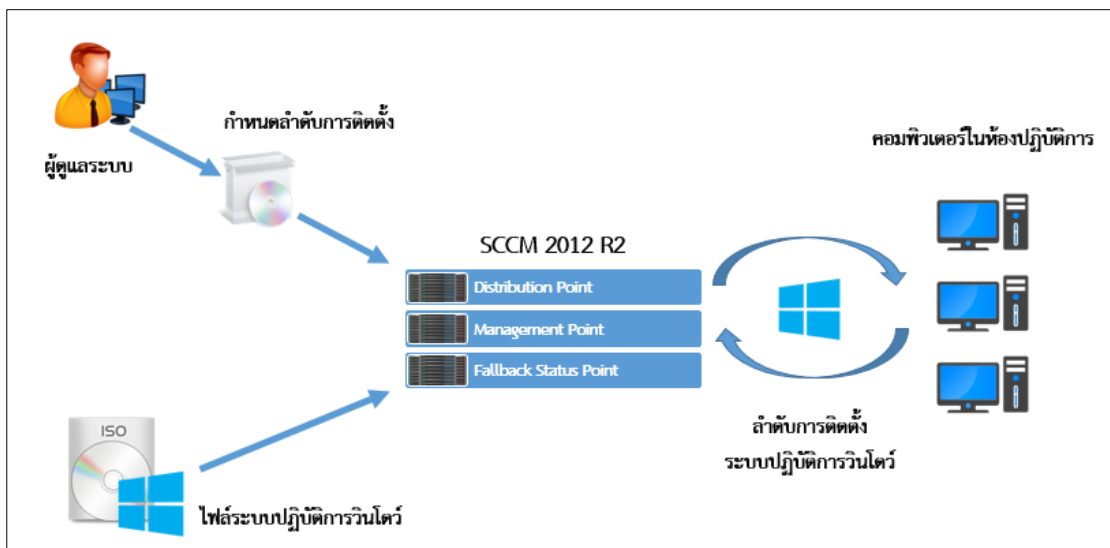 กำหนดลำดับการติดตั้ง
ผู้ดูแลระบบ
คอมพิวเตอร์ในห้องปฏิบัติการ
SCCM 2012 R2
Distribution Point
Management Point
Fallback Status Point
ISO
ไฟล์ระบบปฏิบัติการวินโดว์
ลำดับการติดตั้ง
ระบบปฏิบัติการวินโดว์